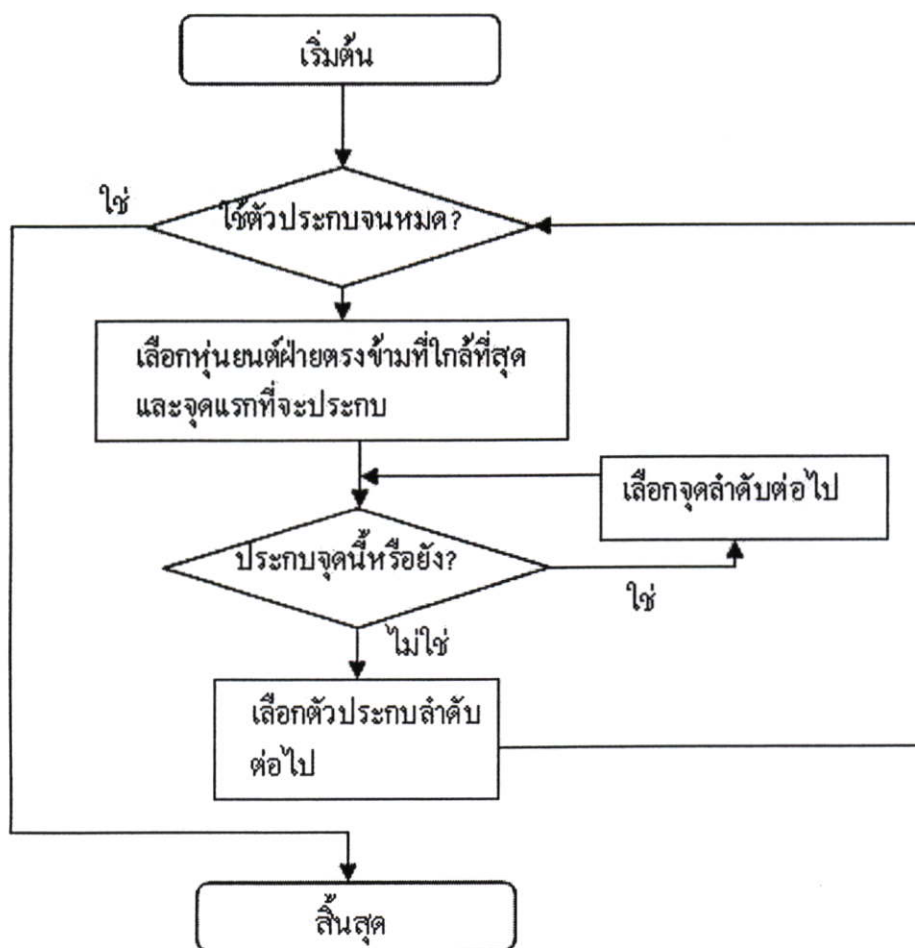 เริ่มต้น
ใช่
ใช้ตัวประกบจนหมด?
เลือกหุ่นยนต์ฝ่ายตรงข้ามที่ใกล้ที่สุด
และจุดแรกที่จะประกบ
เลือกจุดลำดับต่อไป
ประกบจุดนี้หรือยัง?
ใช่
ไม่ใช่
เลือกตัวประกบลำดับ
ต่อไป
สิ้นสุด